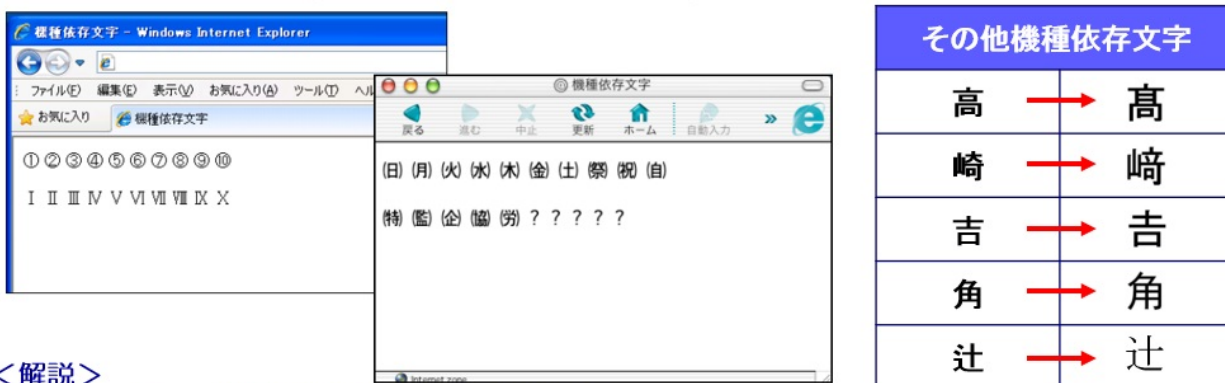 機種依存文字 - Windows Internet Explorer
ファイル(F) 編集(E) 表示(V) お気に入り(A) ツール(T) ヘル
お気に入り 機種依存文字
①②③④⑤⑥⑦⑧⑨⑩
Ⅰ Ⅱ Ⅲ Ⅳ Ⅴ Ⅵ Ⅶ Ⅷ Ⅸ Ⅹ
機種依存文字
戻る 進む 中止 更新 ホーム 自動入力 »
㈰ ㈪ ㈫ ㈬ ㈭ ㈮ ㈯ ㉀ ㈷ ㉂
㈵ ㈼ ㈽ ㈿ ㈸ ? ? ? ? ?
Internet zone
その他機種依存文字
高 → 髙
崎 → 﨑
吉 → 𠮷
角 → 角
辻 → 辻
<解説>